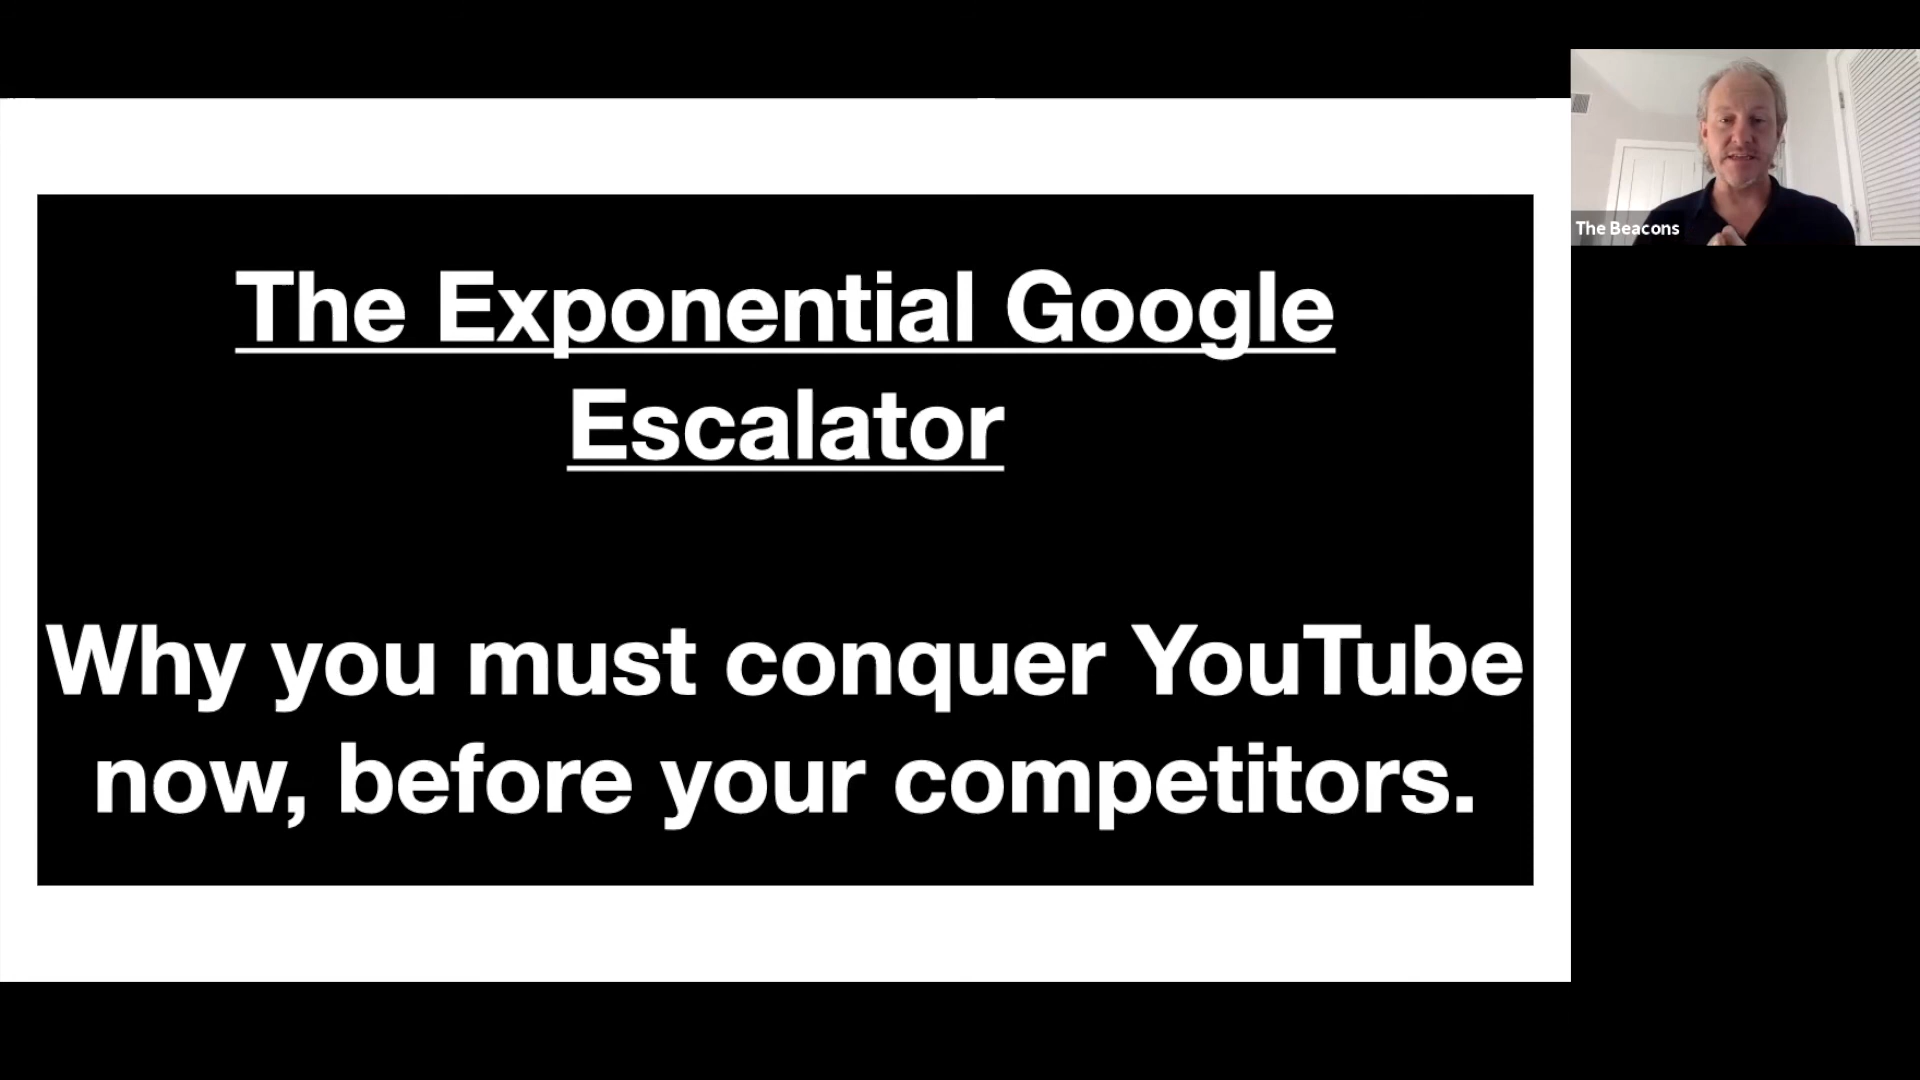 The Exponential Google
Escalator
Why you must conquer YouTube
now, before your competitors.
The Beacons